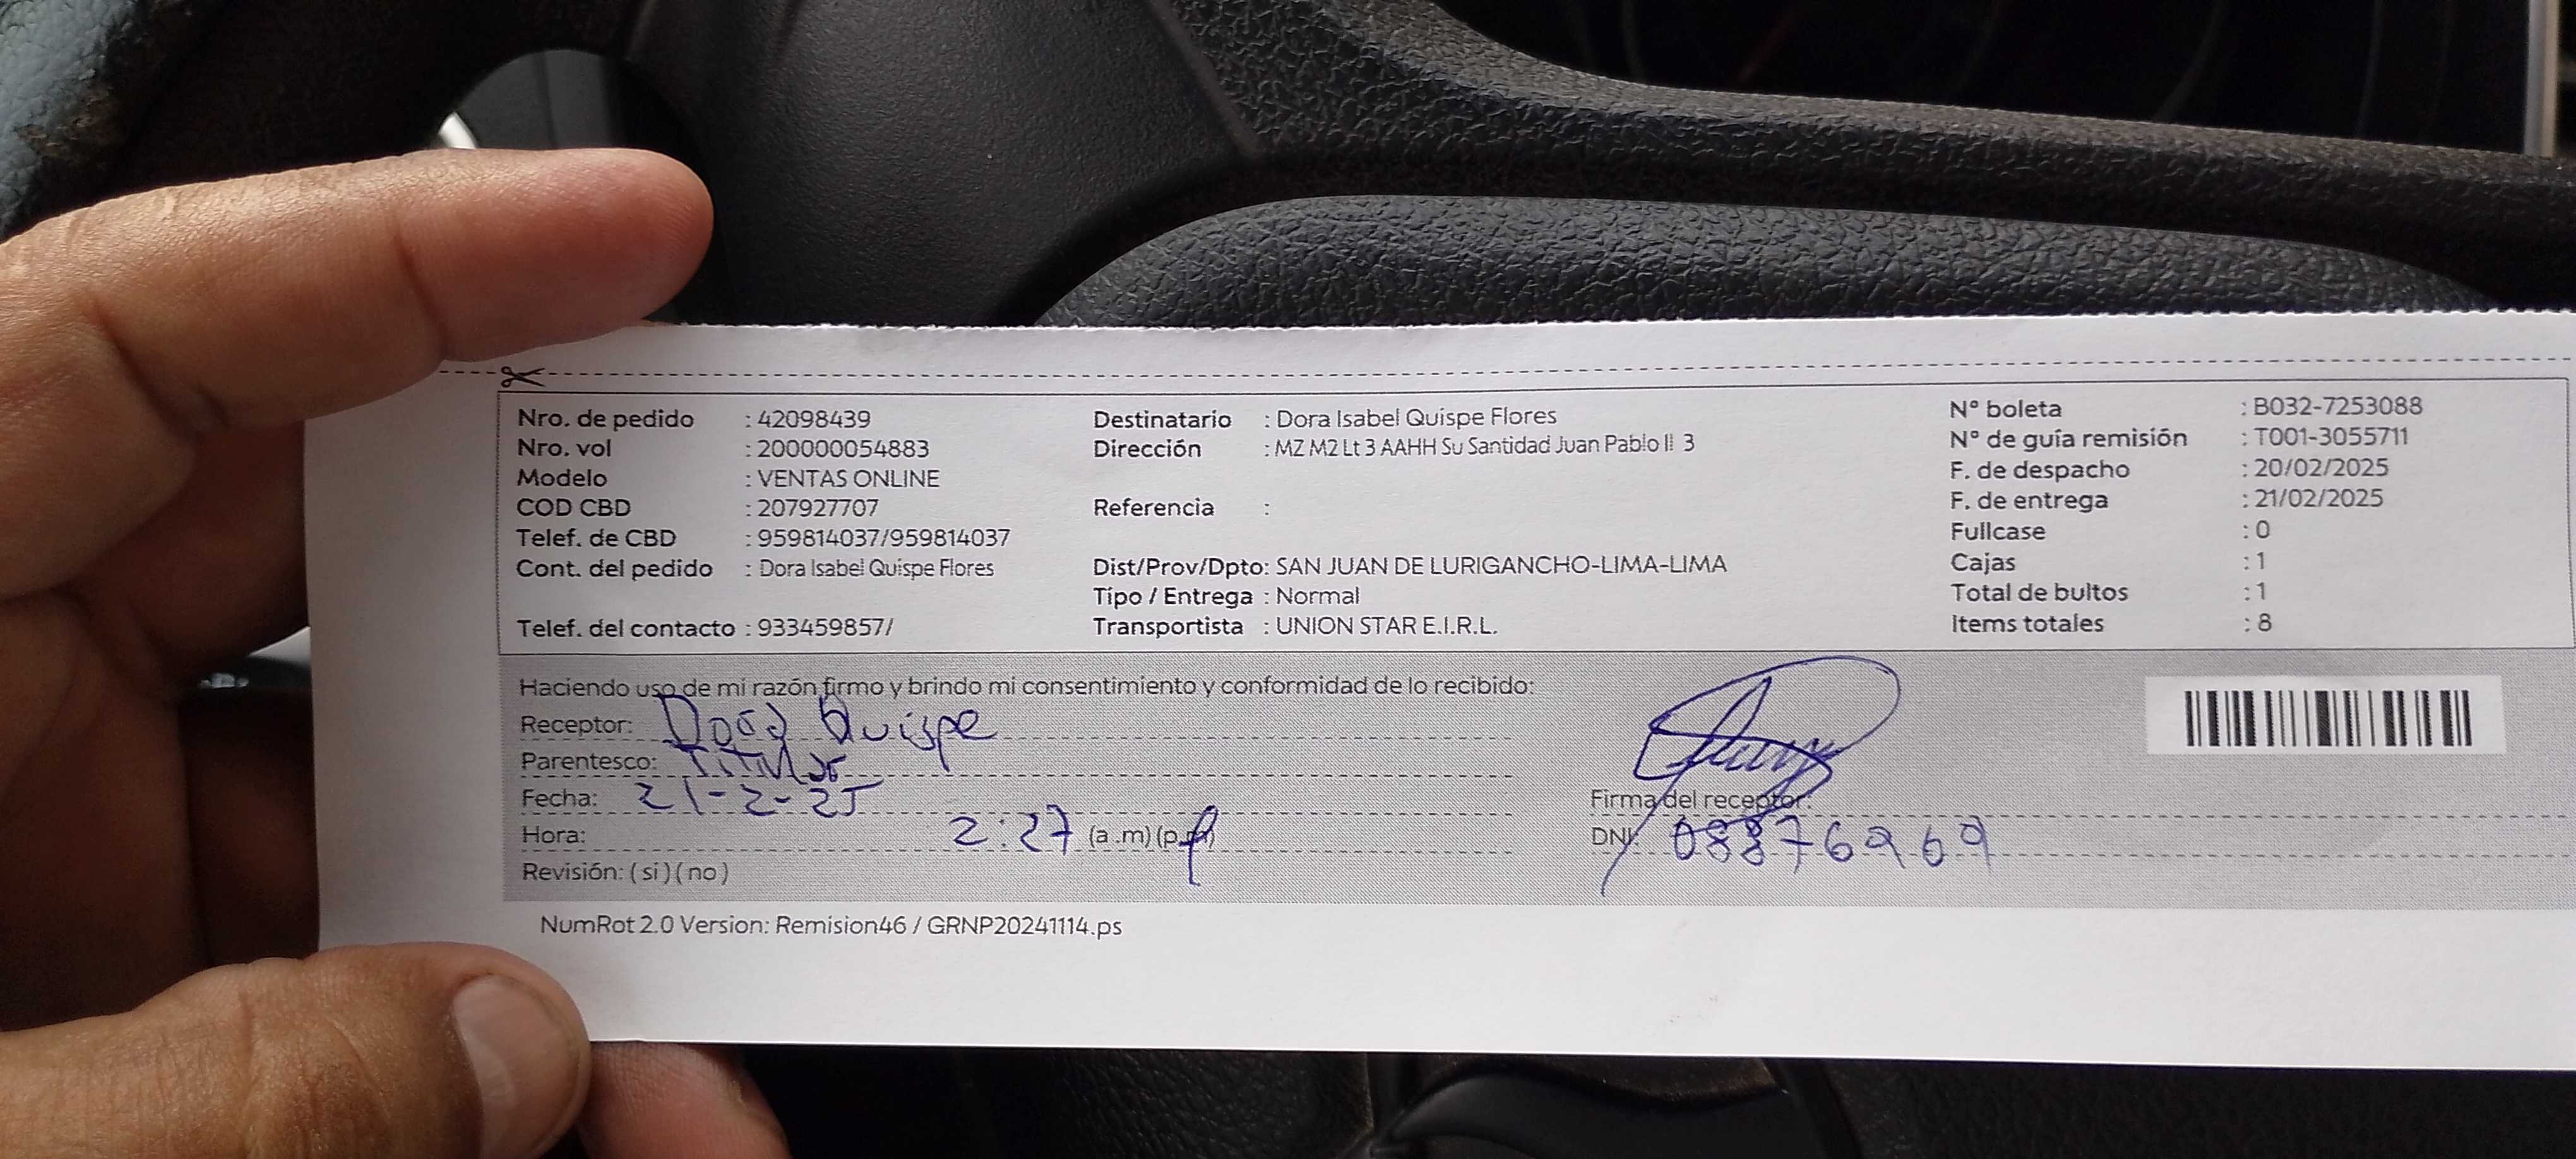 Nro. de pedido : 42098439
Nro. vol : 200000054883
Modelo : VENTAS ONLINE
COD CBD : 207927707
Telef. de CBD : 959814037/959814037
Cont. del pedido : Dora Isabel Quispe Flores
Telef. del contacto : 933459857/
Destinatario : Dora Isabel Quispe Flores
Dirección : MZ M2 Lt 3 AAHH Su Santidad Juan Pablo II 3
Referencia :
Dist/Prov/Dpto: SAN JUAN DE LURIGANCHO-LIMA-LIMA
Tipo / Entrega : Normal
Transportista : UNION STAR E.I.R.L.
N° boleta : B032-7253088
N° de guía remisión : T001-3055711
F. de despacho : 20/02/2025
F. de entrega : 21/02/2025
Fullcase : 0
Cajas : 1
Total de bultos : 1
Items totales : 8
Haciendo uso de mi razón firmo y brindo mi consentimiento y conformidad de lo recibido:
Receptor: Dora Quispe
Parentesco: Titular
Fecha: 21-2-25
Hora: 2:27 (a.m)(p.m)
Revisión: (si)(no)
Firma del receptor:
DNI: 08876969
NumRot 2.0 Version: Remision46 / GRNP20241114.ps